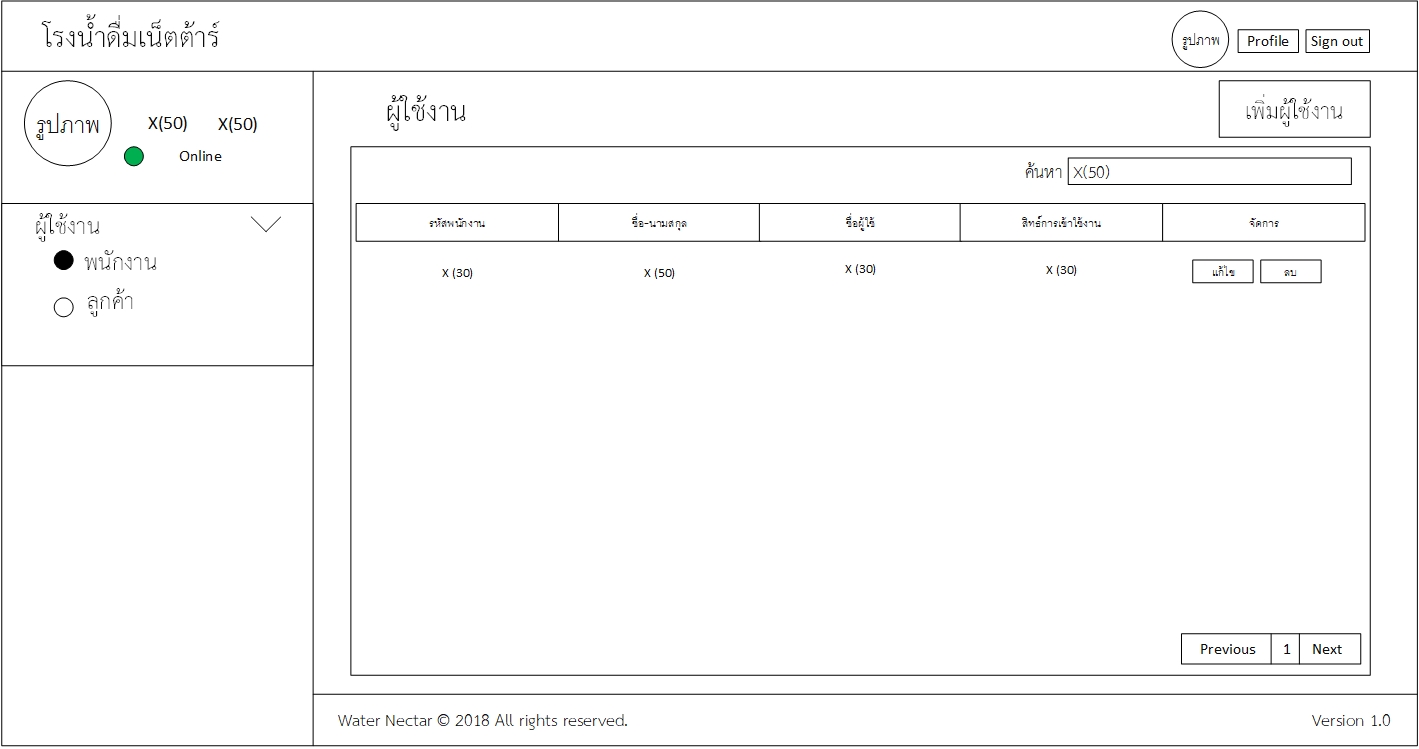 โรงน้ำดื่มเน็ตต้าร์
รูปภาพ Profile Sign out
รูปภาพ X(50) X(50)
Online
ผู้ใช้งาน
พนักงาน
ลูกค้า
ผู้ใช้งาน เพิ่มผู้ใช้งาน
ค้นหา X(50)
รหัสพนักงาน ชื่อ-นามสกุล ชื่อผู้ใช้ สิทธ์การเข้าใช้งาน จัดการ
X (30) X (50) X (30) X (30) แก้ไข ลบ
Previous 1 Next
Water Nectar © 2018 All rights reserved. Version 1.0